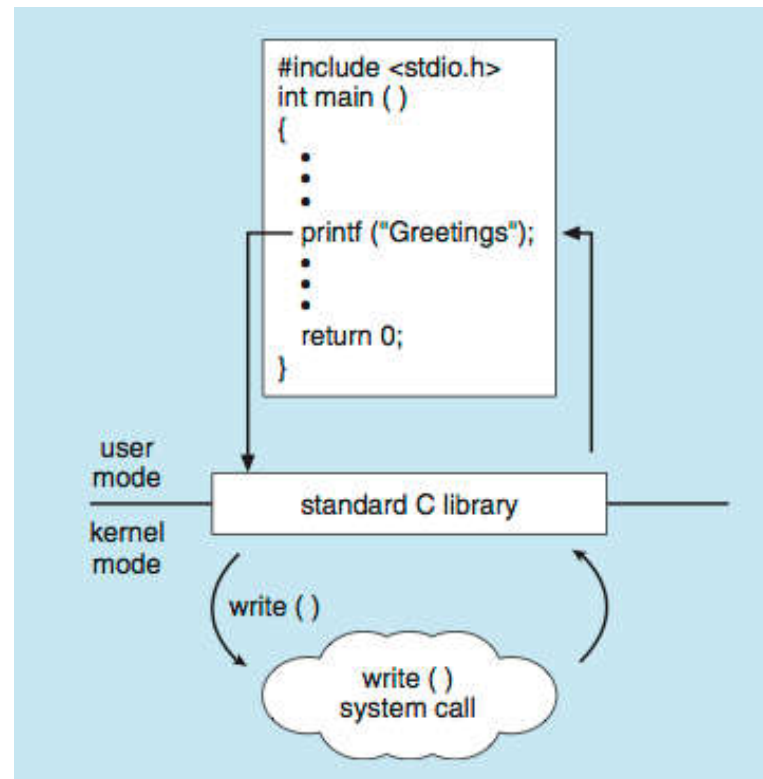 #include <stdio.h>
int main ( )
{
•
•
•
printf ("Greetings");
•
•
•
return 0;
}
user
mode
standard C library
kernel
mode
write ( )
write ( )
system call